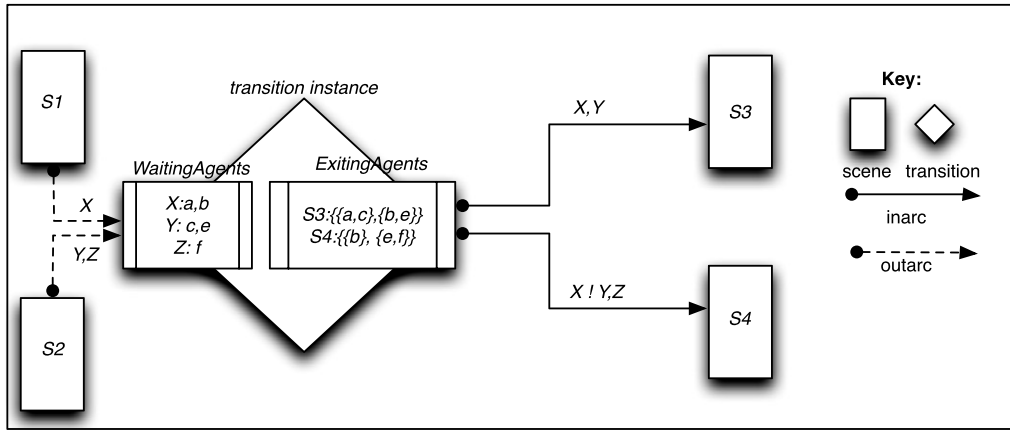 S1
transition instance
WaitingAgents
X:a,b
Y: c,e
Z: f
ExitingAgents
S3:{{a,c},{b,e}}
S4:{{b}, {e,f}}
X
Y,Z
S2
X,Y
S3
X ! Y,Z
S4
Key:
scene transition
inarc
outarc